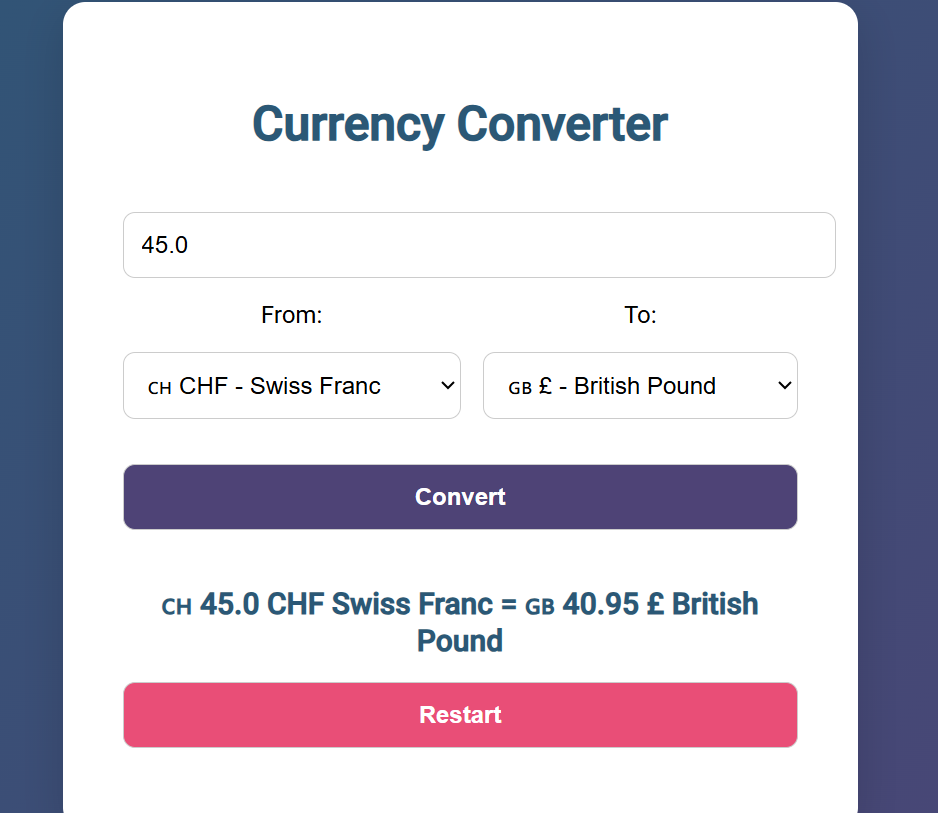 Currency Converter
45.0
From: To:
CH CHF - Swiss Franc GB £ - British Pound
Convert
CH 45.0 CHF Swiss Franc = GB 40.95 £ British
Pound
Restart